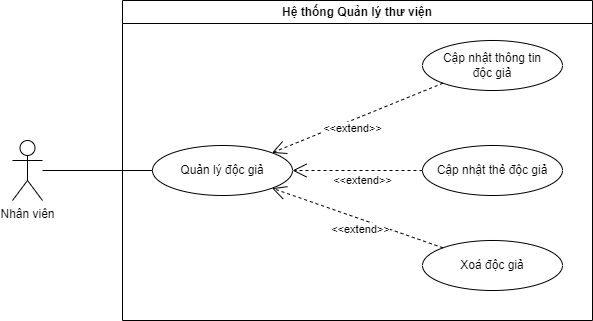 Hệ thống Quản lý thư viện
Cập nhật thông tin
độc giả
<<extend>>
Quản lý độc giả
<<extend>>
Cập nhật thẻ độc giả
Nhân viên
<<extend>>
Xoá độc giả